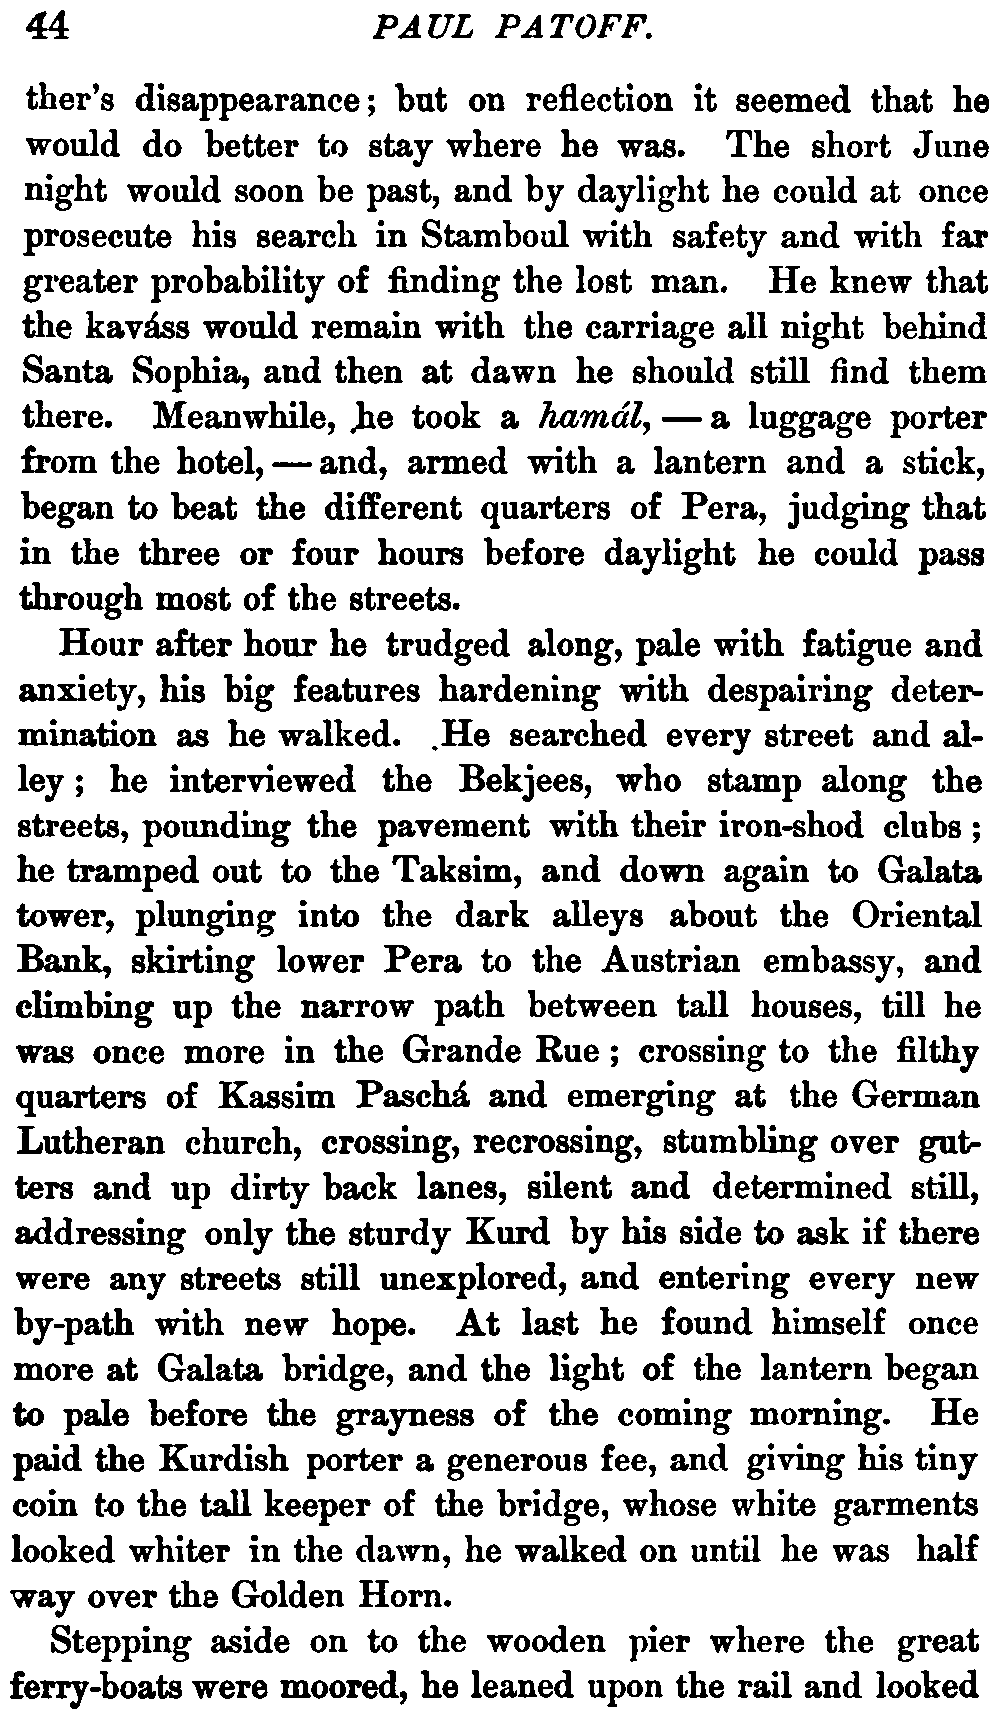 44 PAUL PATOFF.
ther's disappearance; but on reflection it seemed that he
would do better to stay where he was. The short June
night would soon be past, and by daylight he could at once
prosecute his search in Stamboul with safety and with far
greater probability of finding the lost man. He knew that
the kaváss would remain with the carriage all night behind
Santa Sophia, and then at dawn he should still find them
there. Meanwhile, he took a hamál, — a luggage porter
from the hotel, — and, armed with a lantern and a stick,
began to beat the different quarters of Pera, judging that
in the three or four hours before daylight he could pass
through most of the streets.
Hour after hour he trudged along, pale with fatigue and
anxiety, his big features hardening with despairing deter-
mination as he walked. He searched every street and al-
ley; he interviewed the Bekjees, who stamp along the
streets, pounding the pavement with their iron-shod clubs;
he tramped out to the Taksim, and down again to Galata
tower, plunging into the dark alleys about the Oriental
Bank, skirting lower Pera to the Austrian embassy, and
climbing up the narrow path between tall houses, till he
was once more in the Grande Rue; crossing to the filthy
quarters of Kassim Paschá and emerging at the German
Lutheran church, crossing, recrossing, stumbling over gut-
ters and up dirty back lanes, silent and determined still,
addressing only the sturdy Kurd by his side to ask if there
were any streets still unexplored, and entering every new
by-path with new hope. At last he found himself once
more at Galata bridge, and the light of the lantern began
to pale before the grayness of the coming morning. He
paid the Kurdish porter a generous fee, and giving his tiny
coin to the tall keeper of the bridge, whose white garments
looked whiter in the dawn, he walked on until he was half
way over the Golden Horn.
Stepping aside on to the wooden pier where the great
ferry-boats were moored, he leaned upon the rail and looked